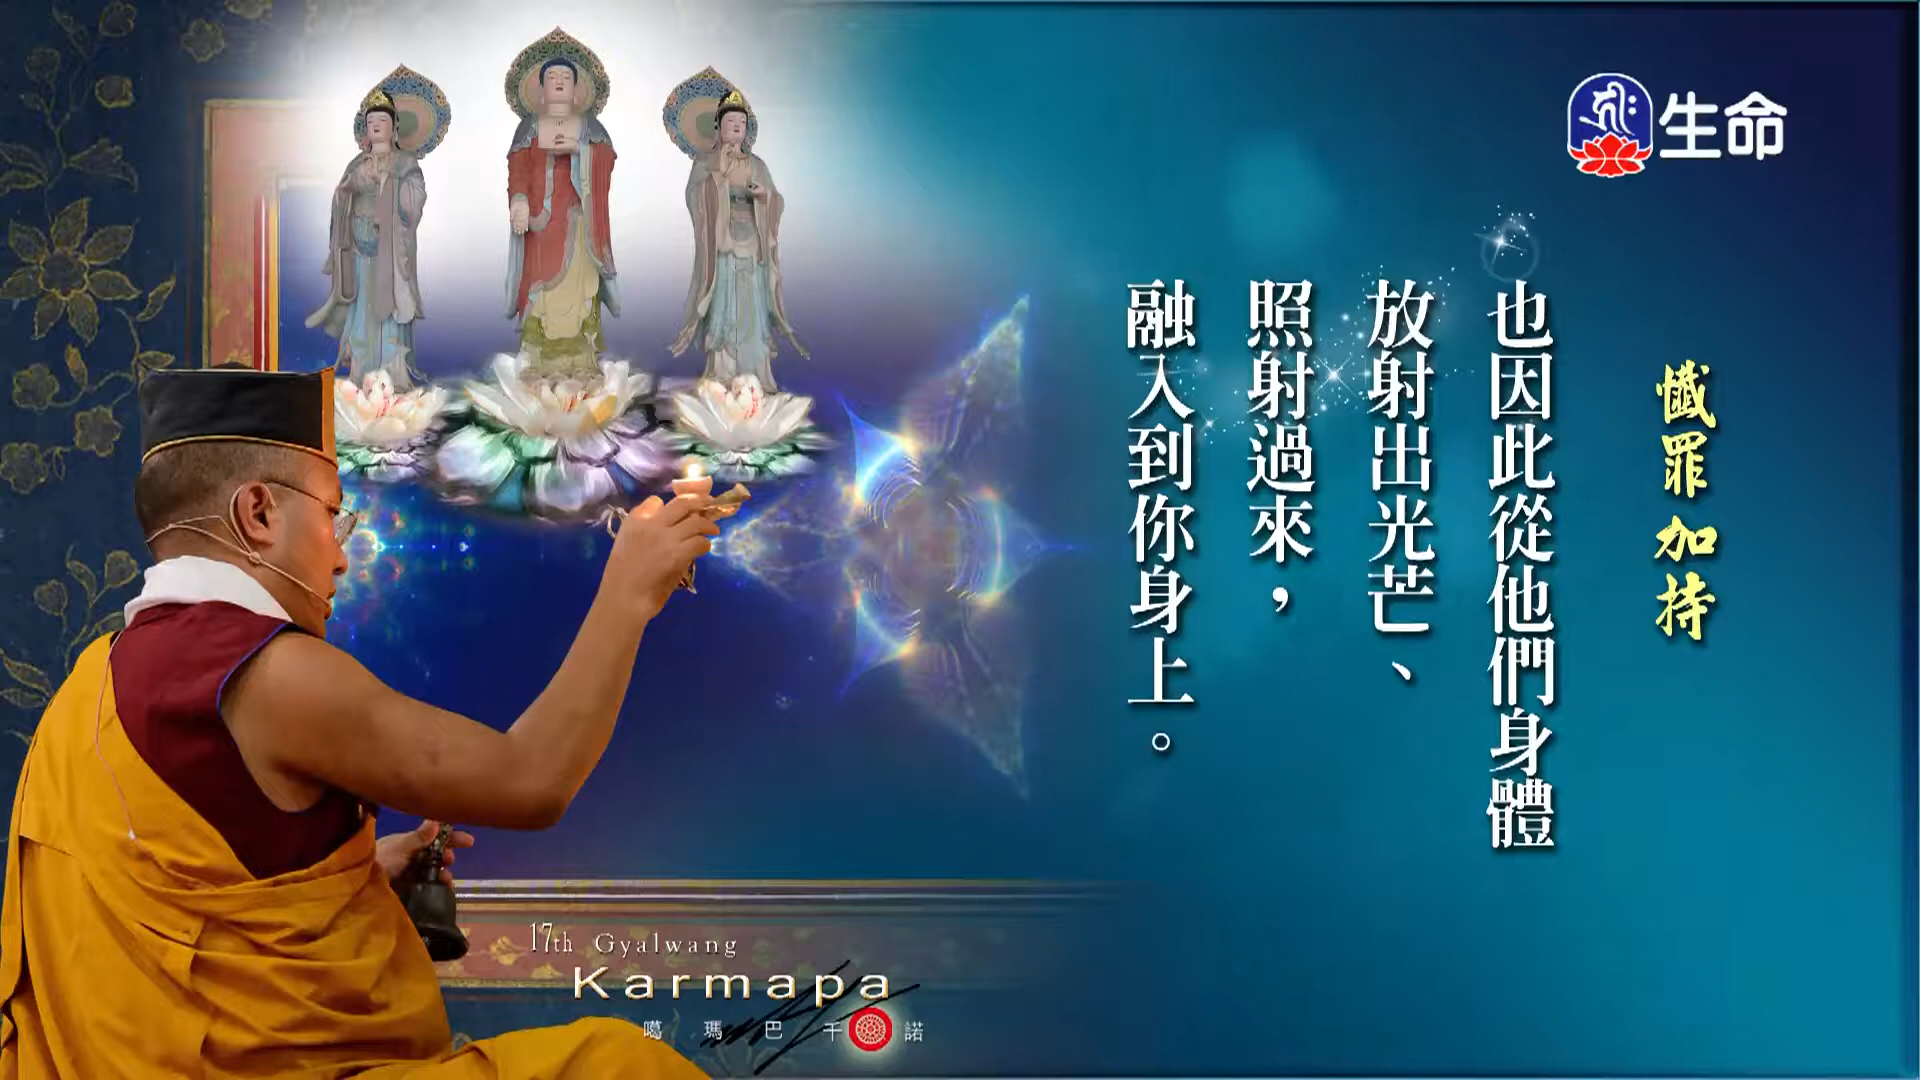 生命
懺罪加持
也因此從他們身體
放射出光芒、
照射過來，
融入到你身上。
17th Gyalwang
Karmapa
噶瑪巴千諾